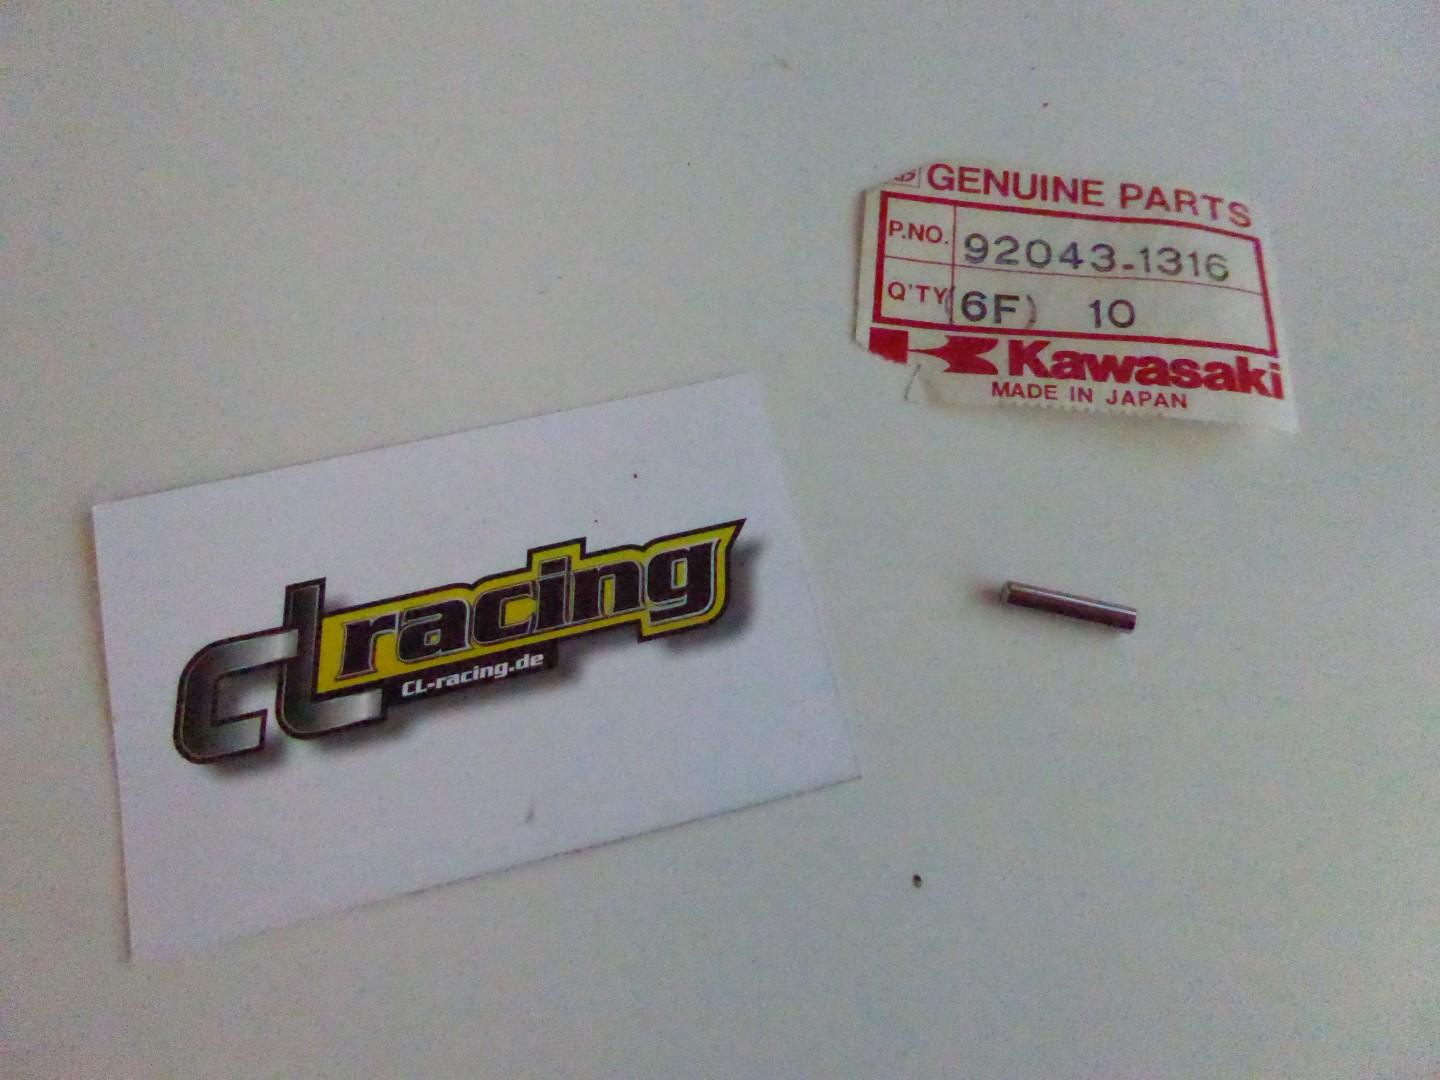 GENUINE PARTS
P.NO. 92043-1316
Q'TY (6F) 10
Kawasaki
MADE IN JAPAN
cl racing
CL-racing.de